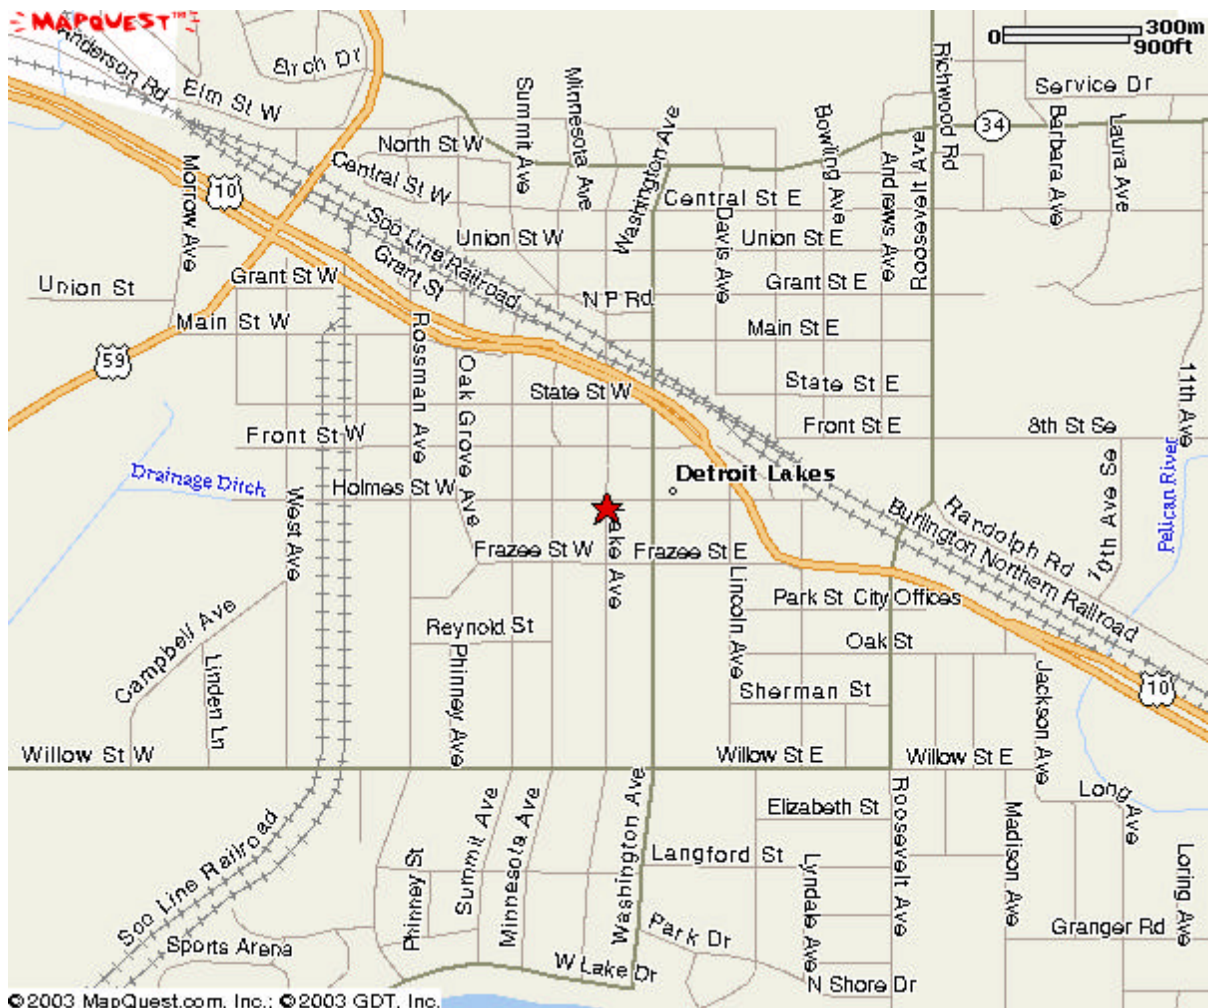 MAPQUEST™
0 300m
900ft
Anderson Rd
Birch Dr
Elm St W
Summit Ave
Minnesota Ave
Washington Ave
Richwood Rd
Service Dr
34
Barbara Ave
Laura Ave
Bowling Ave
Andrews Ave
Roosevelt Ave
North St W
Central St W
Central St E
Morrow Ave
10
Soo Line Railroad
Union St W
Davis Ave
Union St E
Grant St W
Grant St
Grant St E
Union St
N P Rd
Main St W
Main St E
59
Rossman Ave
Oak Grove Ave
State St W
State St E
11th Ave
Front St W
Front St E
8th St Se
Drainage Ditch
Holmes St W
Detroit Lakes
West Ave
Pelican River
10th Ave Se
Randolph Rd
Burlington Northern Railroad
Frazee St W
Frazee St E
Lake Ave
Lincoln Ave
Park St
City Offices
Campbell Ave
Reynold St
Oak St
Linden Ln
Phinney Ave
Sherman St
Jackson Ave
10
Willow St W
Willow St E
Willow St E
Long Ave
Elizabeth St
Roosevelt Ave
Madison Ave
Summit Ave
Minnesota Ave
Washington Ave
Soo Line Railroad
Phinney St
Langford St
Lyndale Ave
Loring Ave
Sports Arena
Park Dr
Granger Rd
W Lake Dr
N Shore Dr
©2003 MapQuest.com, Inc.; ©2003 GDT, Inc.